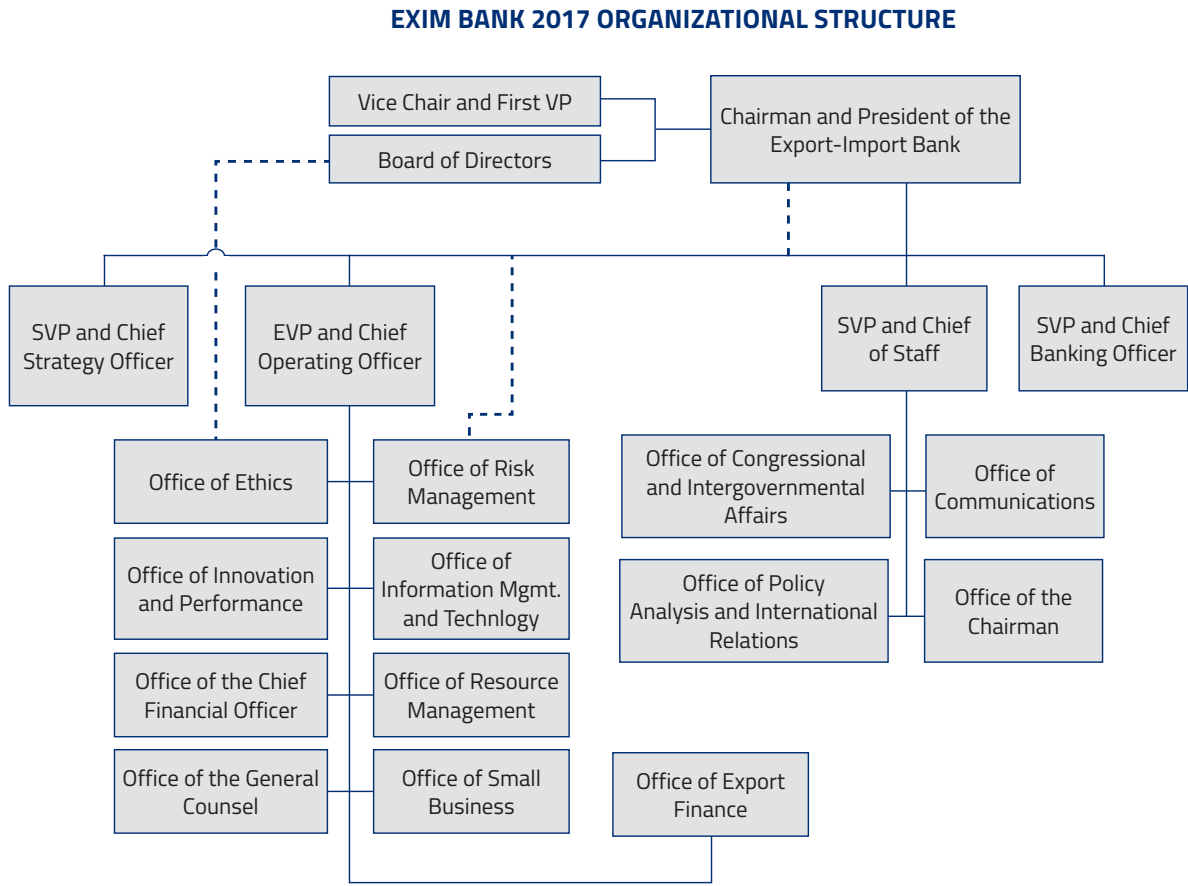 EXIM BANK 2017 ORGANIZATIONAL STRUCTURE
Vice Chair and First VP
Board of Directors
Chairman and President of the
Export-Import Bank
SVP and Chief
Strategy Officer
EVP and Chief
Operating Officer
SVP and Chief
of Staff
SVP and Chief
Banking Officer
Office of Ethics
Office of Risk
Management
Office of Congressional
and Intergovernmental
Affairs
Office of
Communications
Office of Innovation
and Performance
Office of
Information Mgmt.
and Technlogy
Office of Policy
Analysis and International
Relations
Office of the
Chairman
Office of the Chief
Financial Officer
Office of Resource
Management
Office of the General
Counsel
Office of Small
Business
Office of Export
Finance